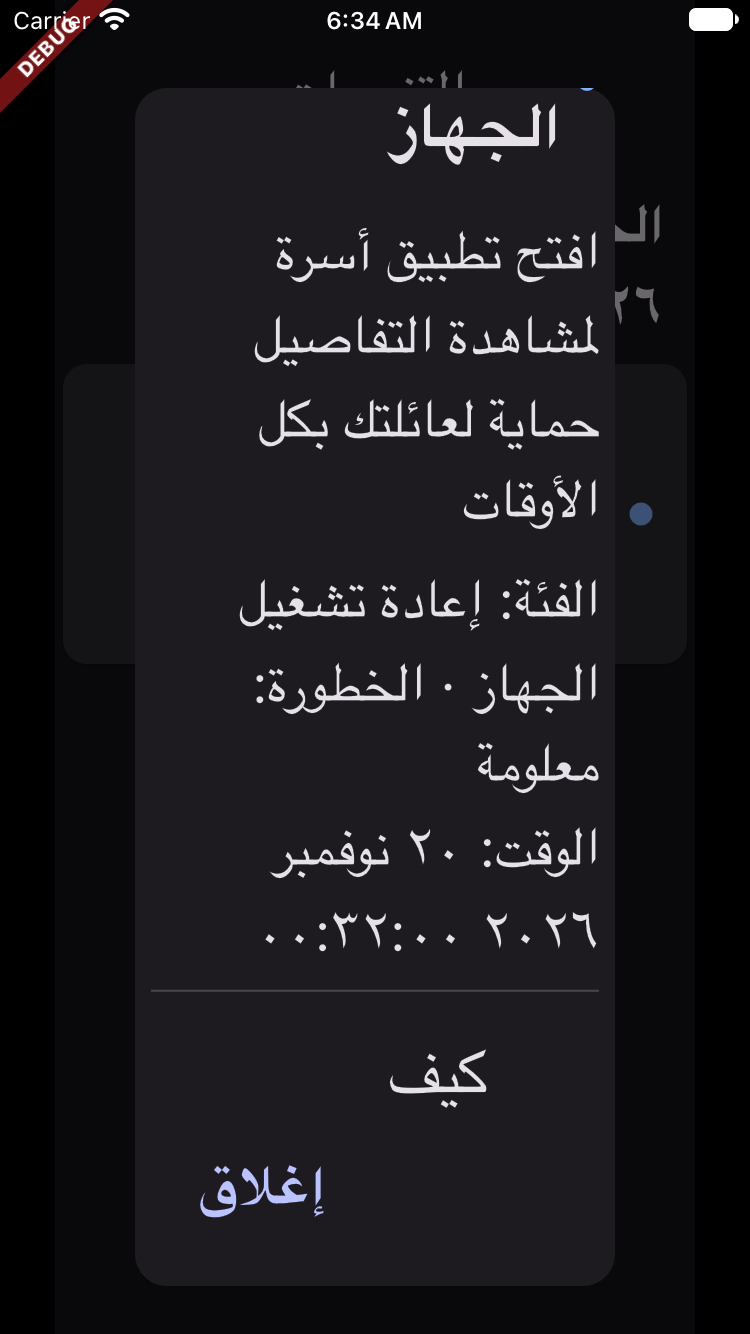 Carrier 6:34 AM
DEBUG
الجهاز
افتح تطبيق أسرة
لمشاهدة التفاصيل
حماية لعائلتك بكل
الأوقات
الفئة: إعادة تشغيل
الجهاز · الخطورة:
معلومة
الوقت: ٢٠ نوفمبر
٢٠٢٦ ٠٠:٣٢:٠٠
كيف
إغلاق